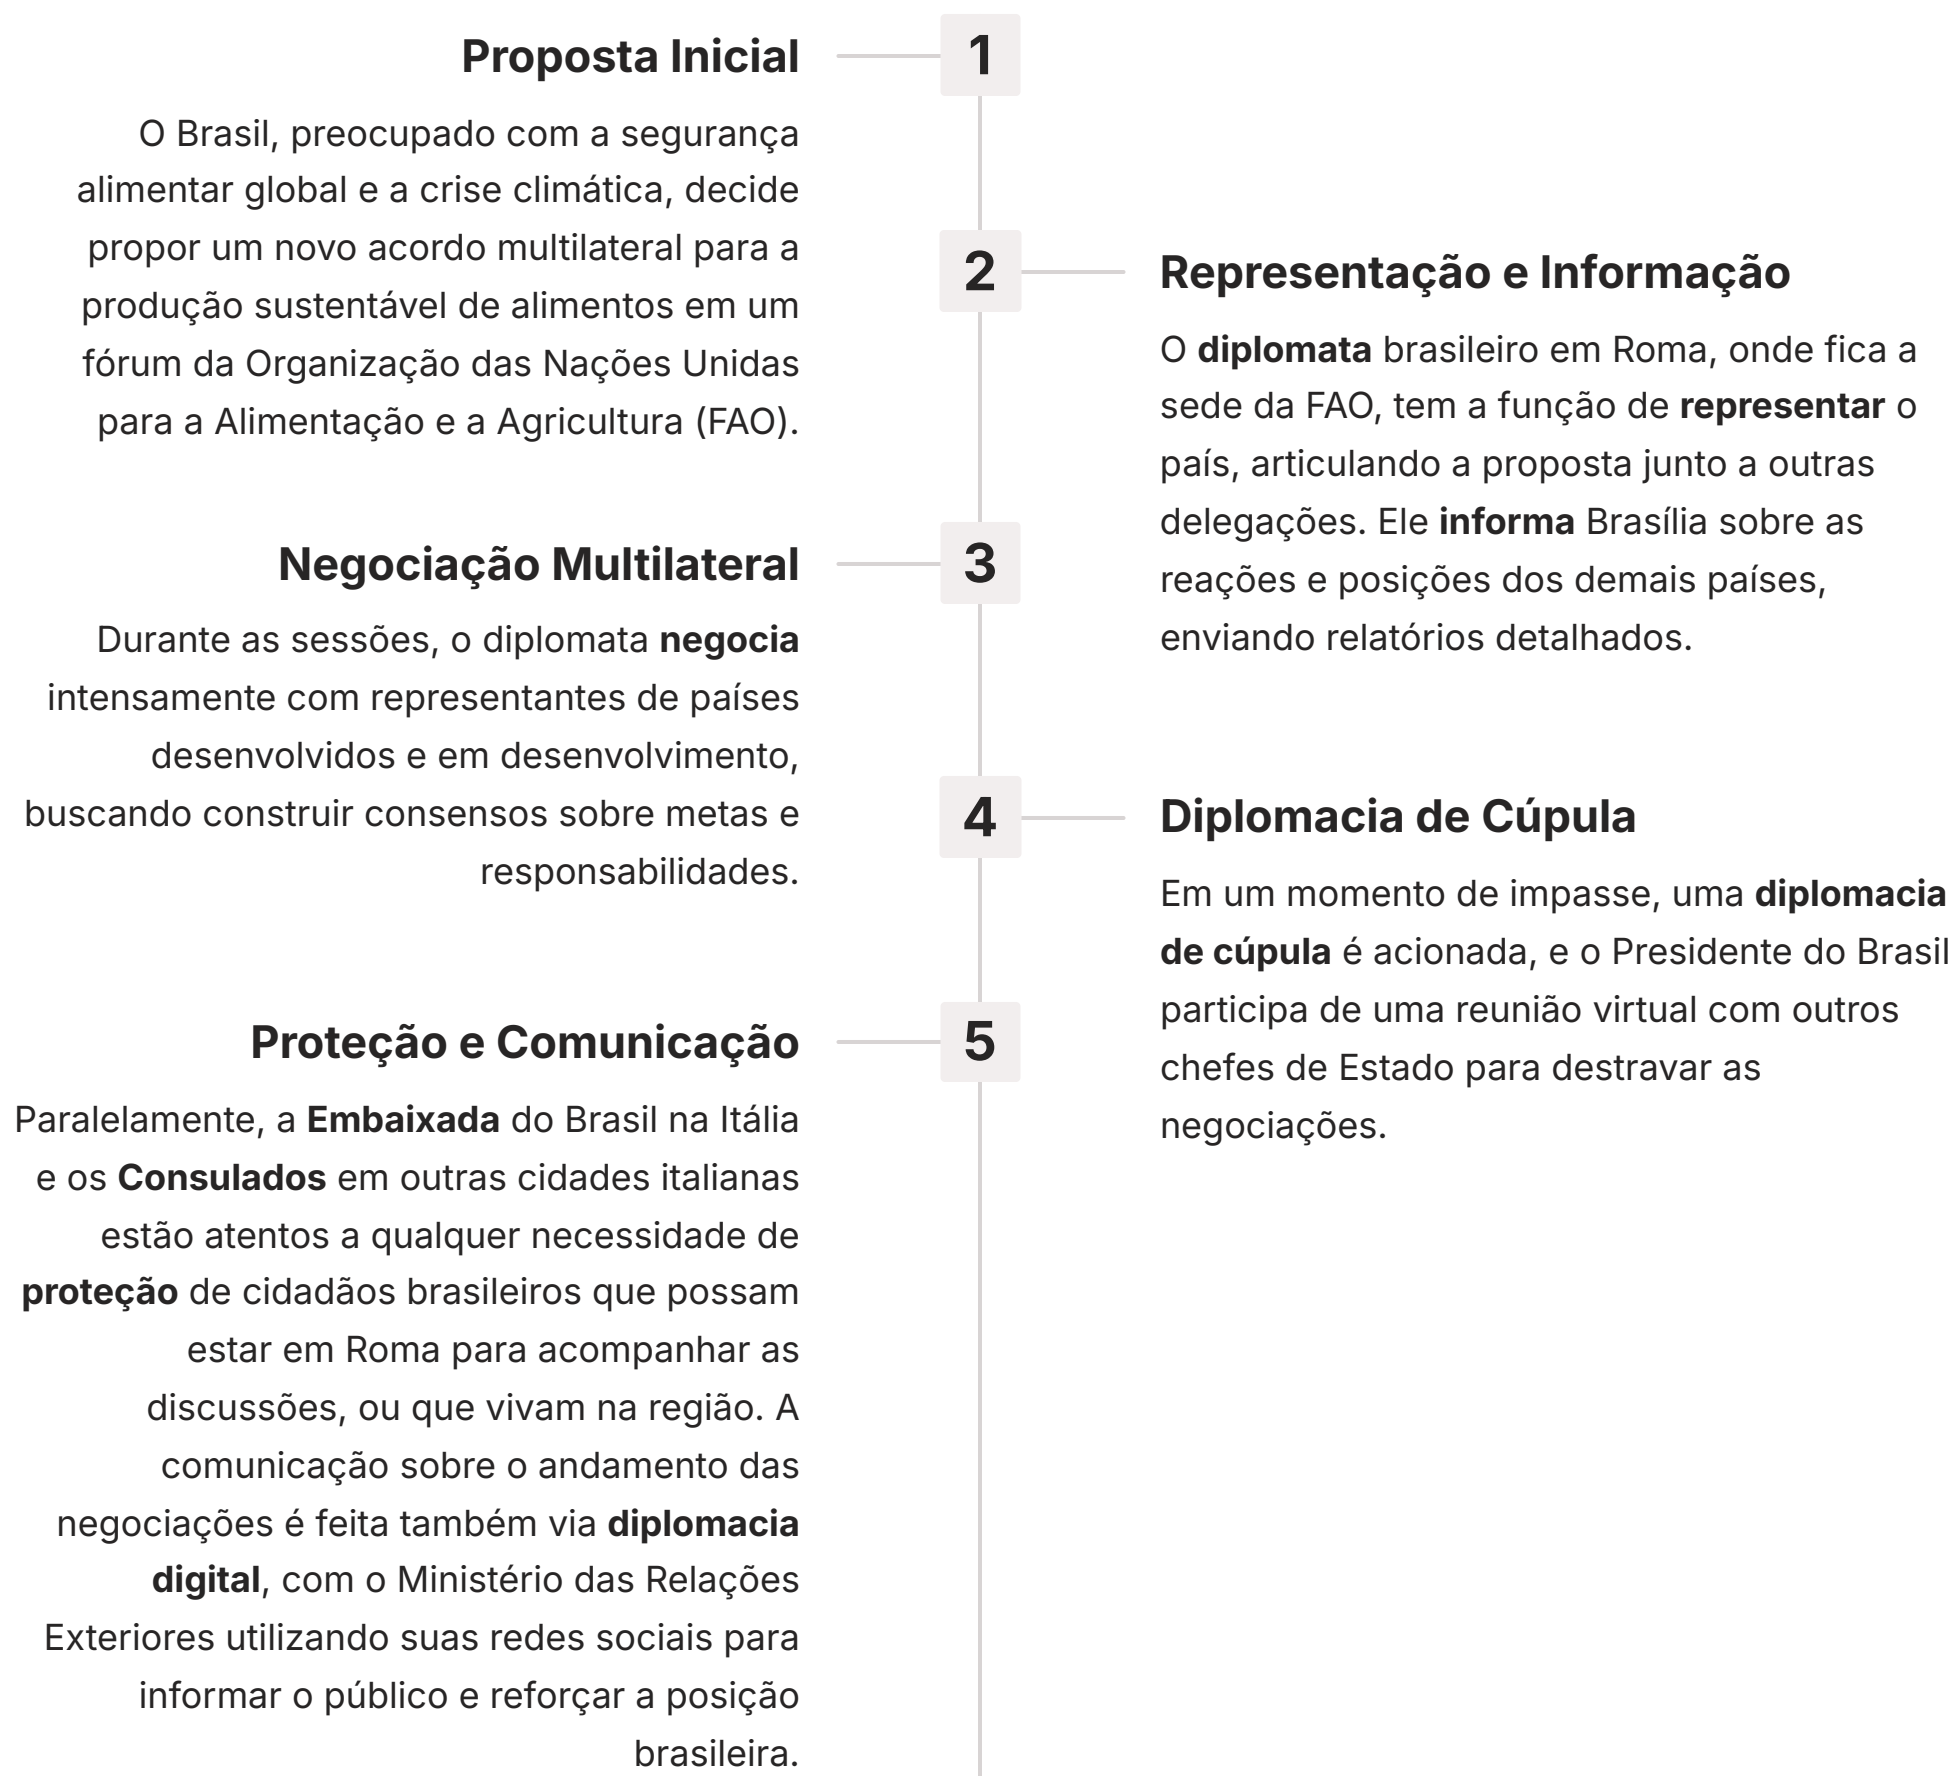 1
Proposta Inicial
O Brasil, preocupado com a segurança
alimentar global e a crise climática, decide
propor um novo acordo multilateral para a
produção sustentável de alimentos em um
fórum da Organização das Nações Unidas
para a Alimentação e a Agricultura (FAO).
2
Representação e Informação
O diplomata brasileiro em Roma, onde fica a
sede da FAO, tem a função de representar o
país, articulando a proposta junto a outras
delegações. Ele informa Brasília sobre as
reações e posições dos demais países,
enviando relatórios detalhados.
3
Negociação Multilateral
Durante as sessões, o diplomata negocia
intensamente com representantes de países
desenvolvidos e em desenvolvimento,
buscando construir consensos sobre metas e
responsabilidades.
4
Diplomacia de Cúpula
Em um momento de impasse, uma diplomacia
de cúpula é acionada, e o Presidente do Brasil
participa de uma reunião virtual com outros
chefes de Estado para destravar as
negociações.
5
Proteção e Comunicação
Paralelamente, a Embaixada do Brasil na Itália
e os Consulados em outras cidades italianas
estão atentos a qualquer necessidade de
proteção de cidadãos brasileiros que possam
estar em Roma para acompanhar as
discussões, ou que vivam na região. A
comunicação sobre o andamento das
negociações é feita também via diplomacia
digital, com o Ministério das Relações
Exteriores utilizando suas redes sociais para
informar o público e reforçar a posição
brasileira.